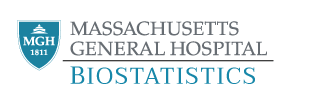 MGH
1811
MASSACHUSETTS
GENERAL HOSPITAL
BIOSTATISTICS